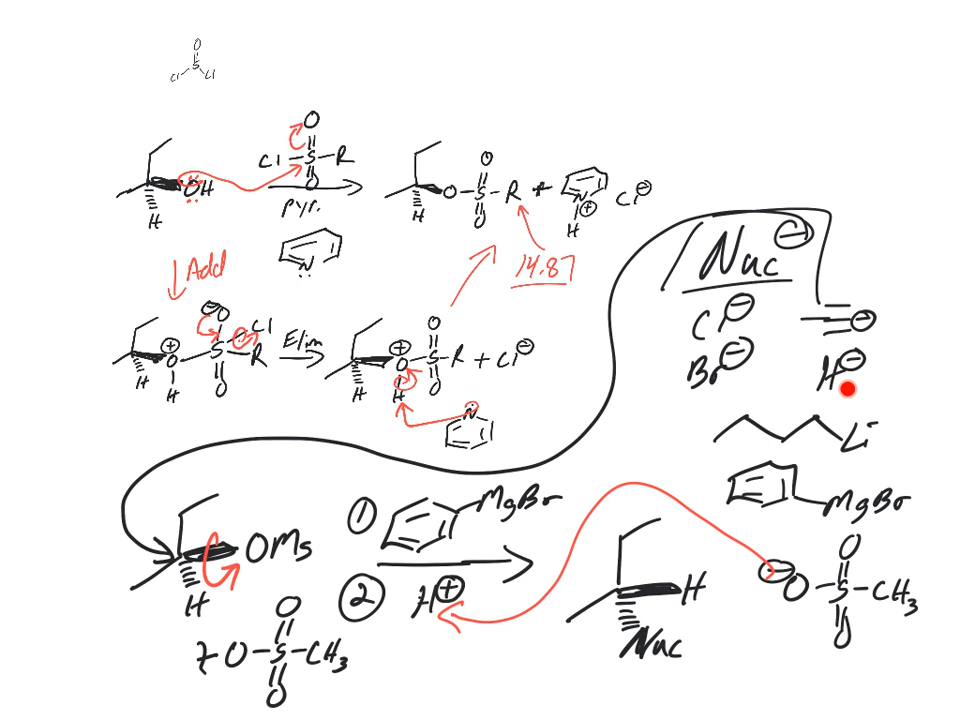 O
S
Cl Cl
O
Cl S R
O
OH
H
pyr.
N
O
O S R + N
O
H
⊕
H
Cl ⊖
↓ Add
14.87
⊖ O
⊕ O S Cl
R
H H O
Elim
O
⊕ O S R + Cl ⊖
H H O
N
Nuc ⊖
Cl ⊖
Br ⊖
≡ ⊖
H ⊖
Li
MgBr
① MgBr
② H ⊕
OMs
H
O
O S CH3
O
H
Nuc
O
⊖ O S CH3
O